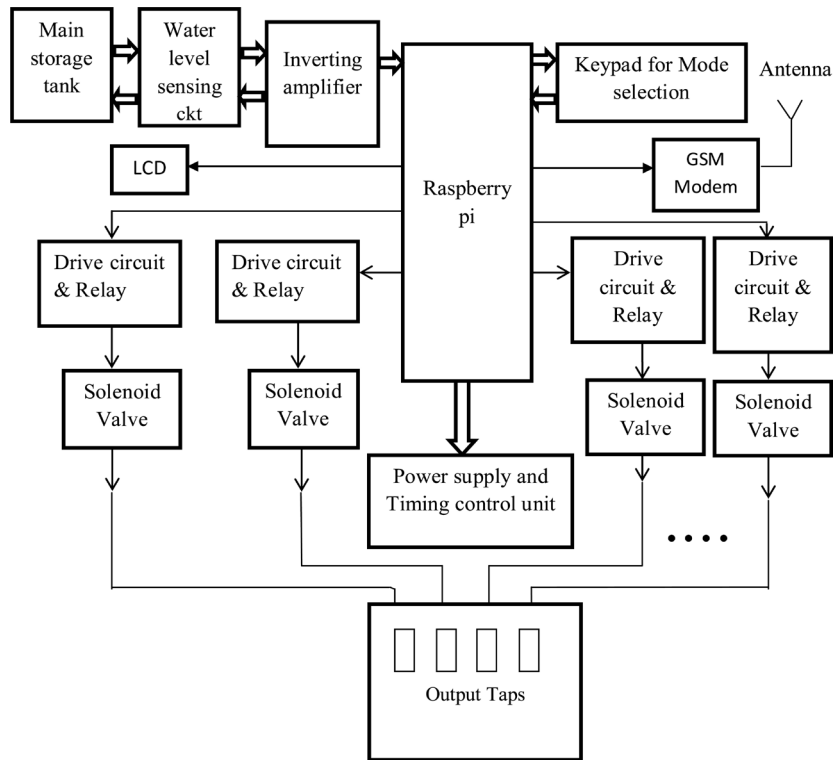 Main
storage
tank
Water
level
sensing
ckt
Inverting
amplifier
Keypad for Mode
selection
Antenna
LCD
Raspberry
pi
GSM
Modem
Drive circuit
& Relay
Drive circuit
& Relay
Drive
circuit &
Relay
Drive
circuit &
Relay
Solenoid
Valve
Solenoid
Valve
Solenoid
Valve
Solenoid
Valve
Power supply and
Timing control unit
Output Taps